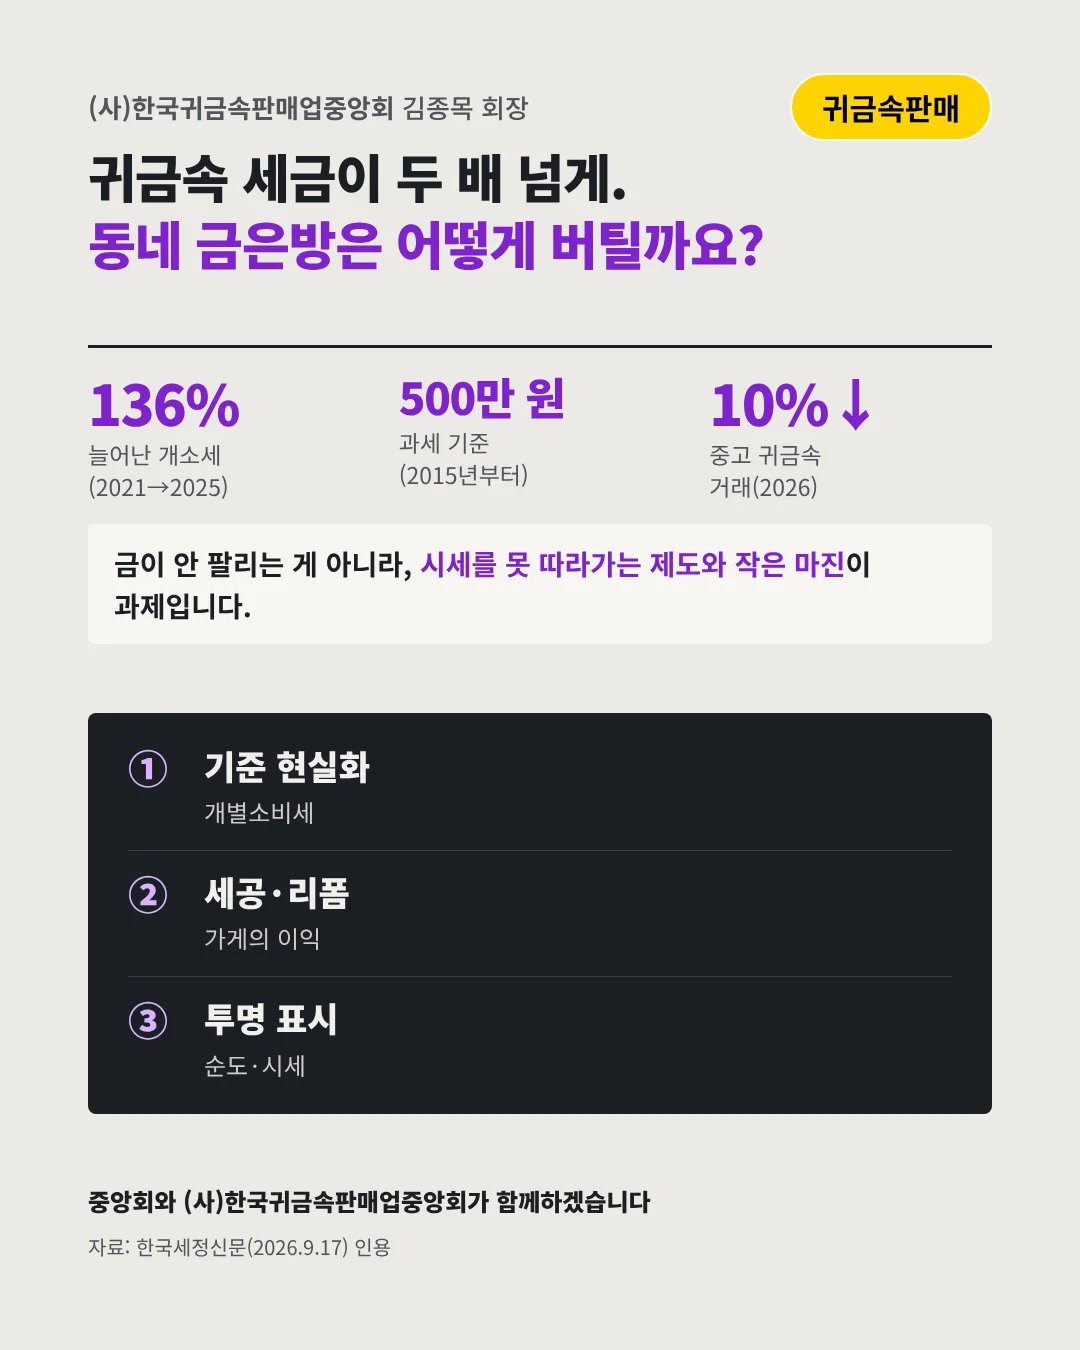 (사)한국귀금속판매업중앙회 김종목 회장
귀금속판매
귀금속 세금이 두 배 넘게.
동네 금은방은 어떻게 버틸까요?
136%
늘어난 개소세
(2021→2025)
500만 원
과세 기준
(2015년부터)
10%↓
중고 귀금속
거래(2026)
금이 안 팔리는 게 아니라, 시세를 못 따라가는 제도와 작은 마진이
과제입니다.
① 기준 현실화
개별소비세
② 세공·리폼
가게의 이익
③ 투명 표시
순도·시세
중앙회와 (사)한국귀금속판매업중앙회가 함께하겠습니다
자료: 한국세정신문(2026.9.17) 인용